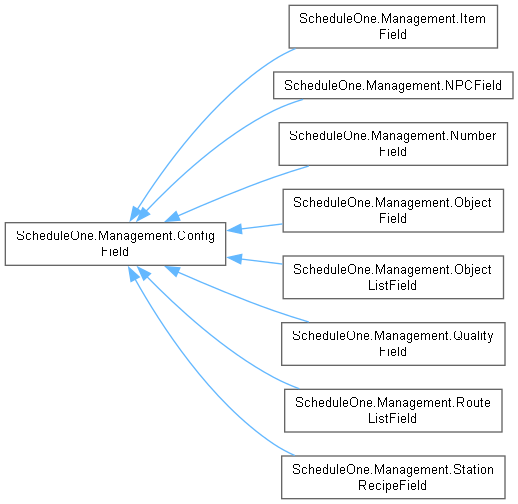 ScheduleOne.Management.Item
Field
ScheduleOne.Management.NPCField
ScheduleOne.Management.Number
Field
ScheduleOne.Management.Object
Field
ScheduleOne.Management.Config
Field
ScheduleOne.Management.Object
ListField
ScheduleOne.Management.Quality
Field
ScheduleOne.Management.Route
ListField
ScheduleOne.Management.Station
RecipeField